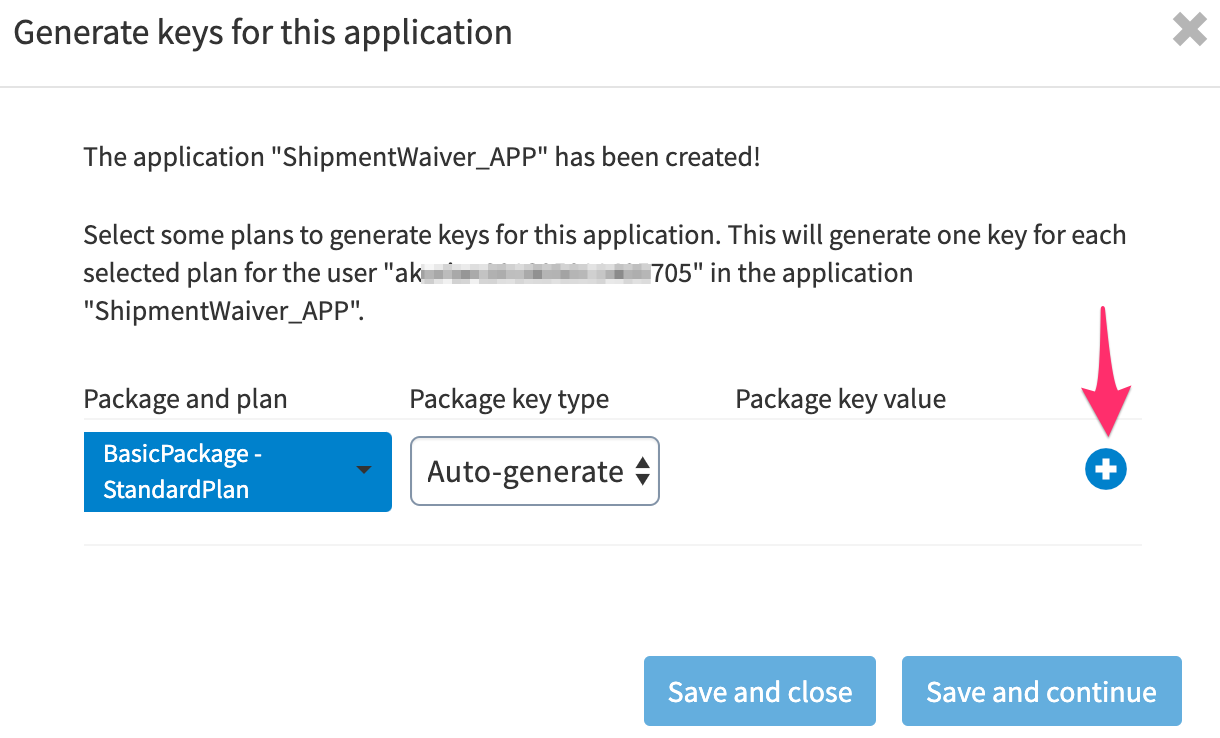 Generate keys for this application
The application "ShipmentWaiver_APP" has been created!
Select some plans to generate keys for this application. This will generate one key for each
selected plan for the user "ak 705" in the application
"ShipmentWaiver_APP".
Package and plan Package key type Package key value
BasicPackage -
StandardPlan
Auto-generate
Save and close Save and continue